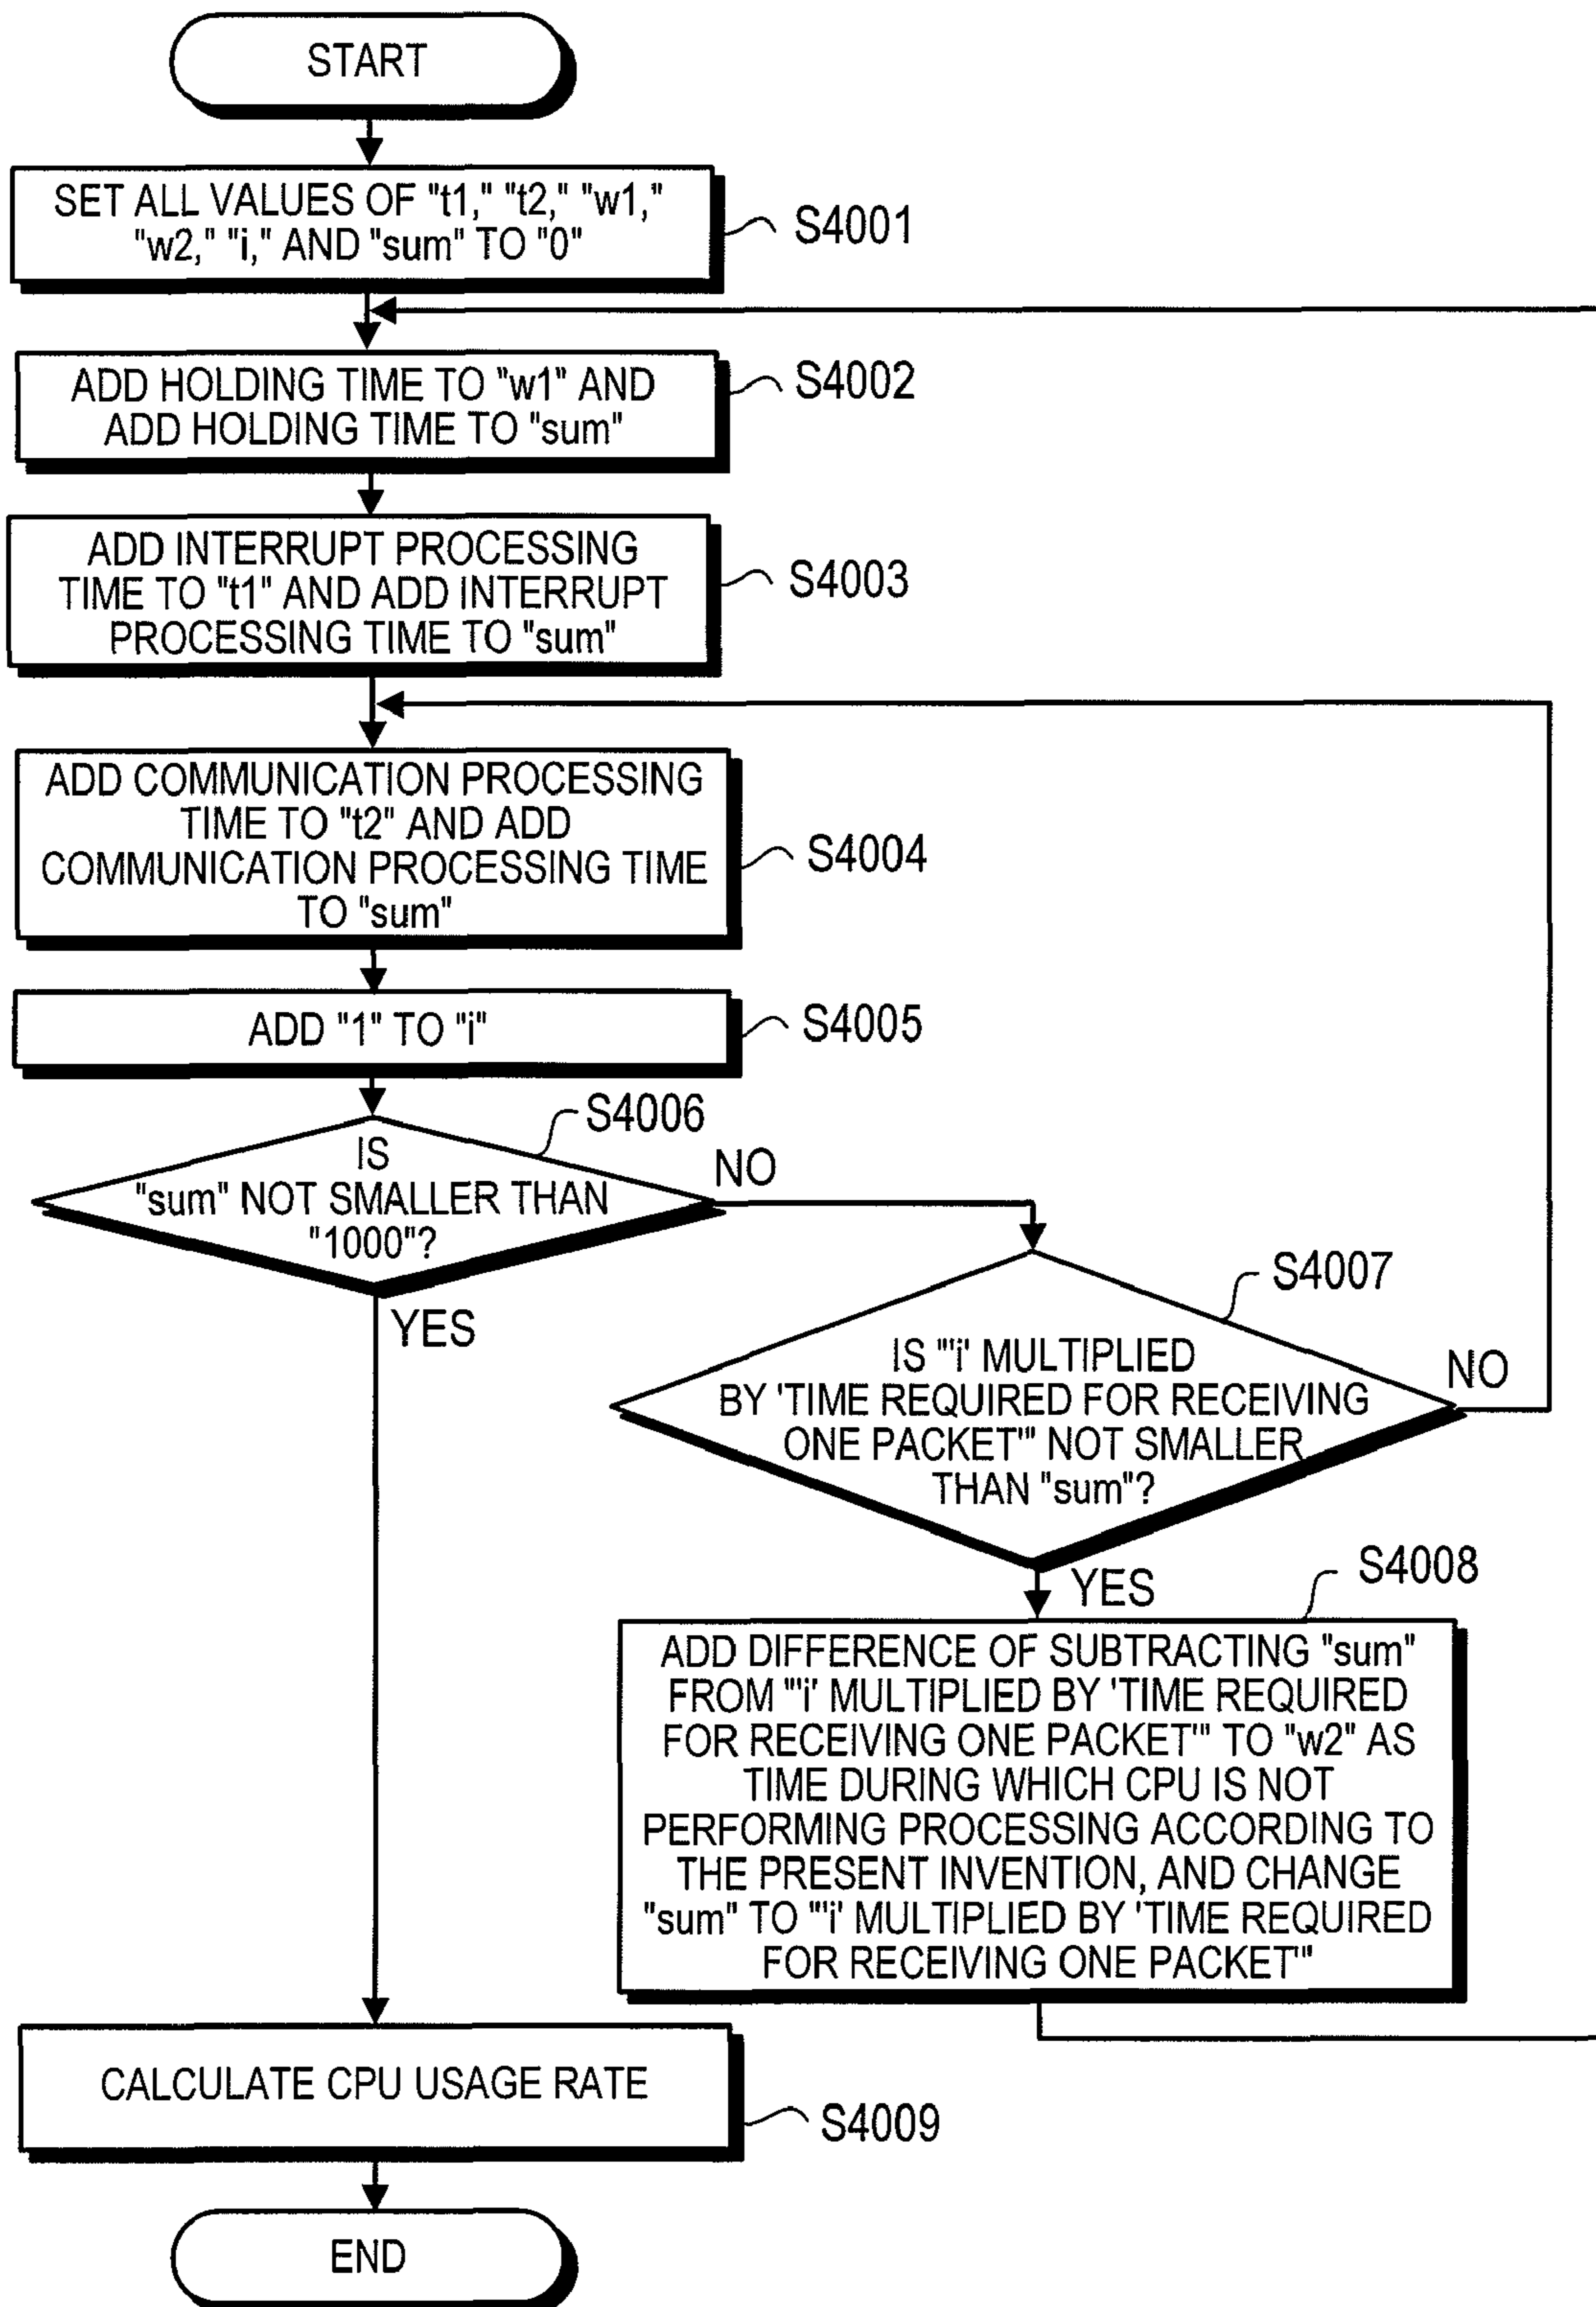 START
SET ALL VALUES OF "t1," "t2," "w1,"
"w2," "i," AND "sum" TO "0"
S4001
ADD HOLDING TIME TO "w1" AND
ADD HOLDING TIME TO "sum"
S4002
ADD INTERRUPT PROCESSING
TIME TO "t1" AND ADD INTERRUPT
PROCESSING TIME TO "sum"
S4003
ADD COMMUNICATION PROCESSING
TIME TO "t2" AND ADD
COMMUNICATION PROCESSING TIME
TO "sum"
S4004
ADD "1" TO "i"
S4005
S4006
IS
"sum" NOT SMALLER THAN
"1000"?
NO
YES
S4007
IS "'i' MULTIPLIED
BY 'TIME REQUIRED FOR RECEIVING
ONE PACKET'" NOT SMALLER
THAN "sum"?
NO
YES
S4008
ADD DIFFERENCE OF SUBTRACTING "sum"
FROM "'i' MULTIPLIED BY 'TIME REQUIRED
FOR RECEIVING ONE PACKET'" TO "w2" AS
TIME DURING WHICH CPU IS NOT
PERFORMING PROCESSING ACCORDING TO
THE PRESENT INVENTION, AND CHANGE
"sum" TO "'i' MULTIPLIED BY 'TIME REQUIRED
FOR RECEIVING ONE PACKET'"
CALCULATE CPU USAGE RATE
S4009
END